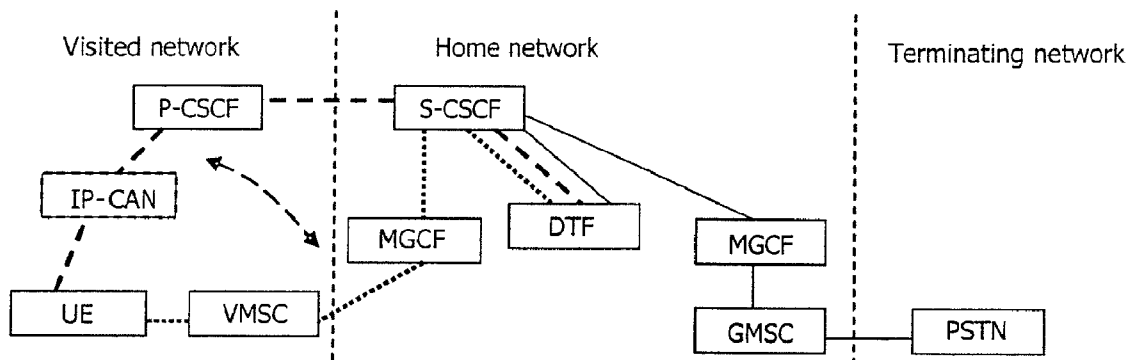 Visited network
Home network
Terminating network
P-CSCF
S-CSCF
IP-CAN
MGCF
DTF
MGCF
UE
VMSC
GMSC
PSTN